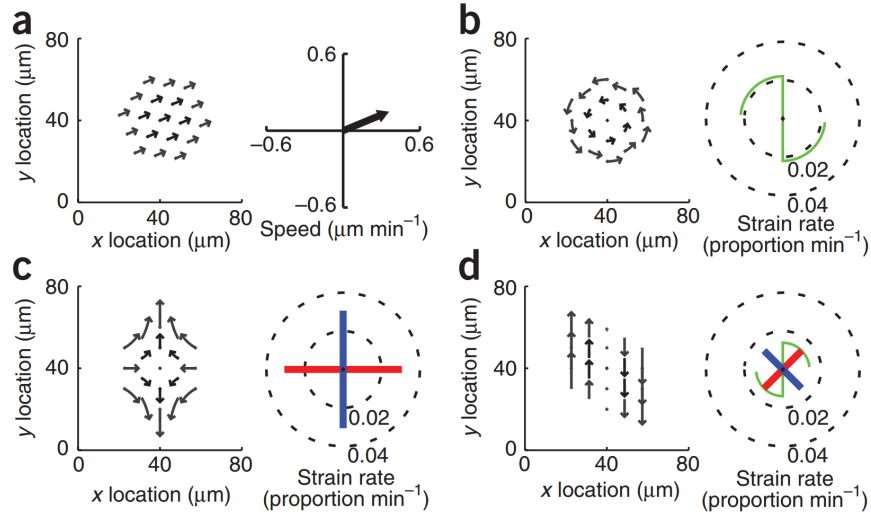 a
80
40
0
y location (μm)
0
40
80
x location (μm)
0.6
−0.6
0.6
−0.6
Speed (μm min⁻¹)
b
80
40
0
y location (μm)
0
40
80
x location (μm)
0.02
0.04
Strain rate
(proportion min⁻¹)
c
80
40
0
y location (μm)
0
40
80
x location (μm)
0.02
0.04
Strain rate
(proportion min⁻¹)
d
80
40
0
y location (μm)
0
40
80
x location (μm)
0.02
0.04
Strain rate
(proportion min⁻¹)